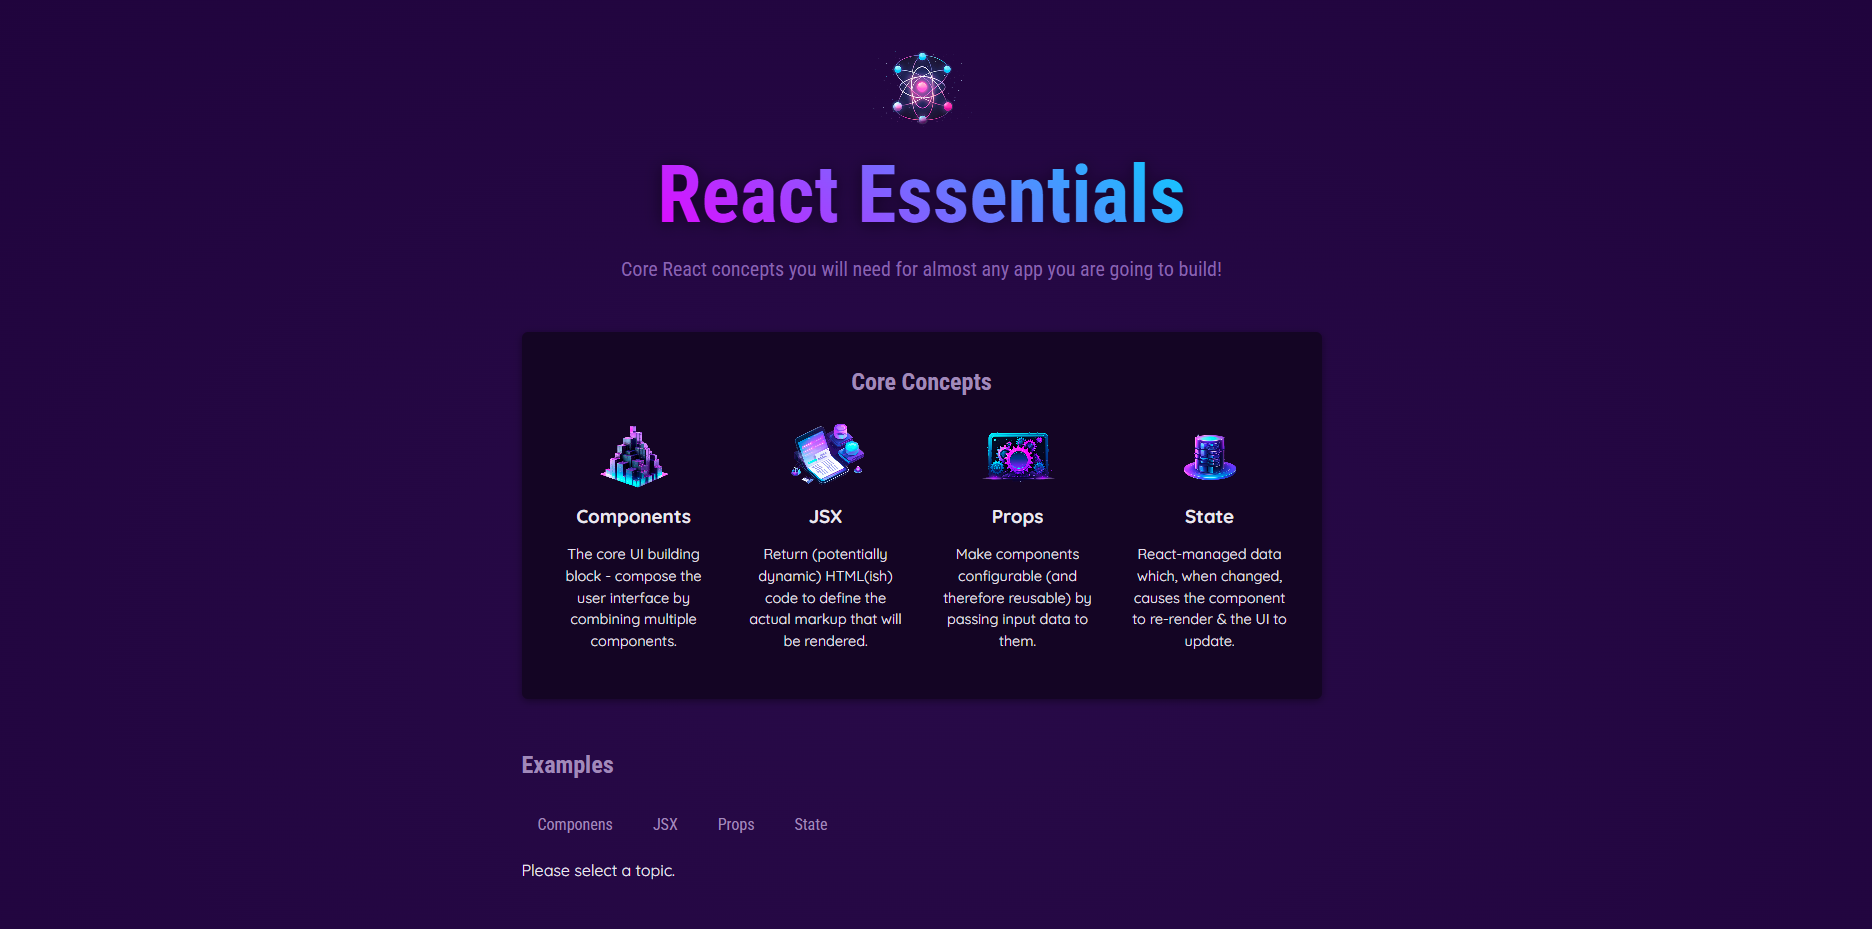 React Essentials
Core React concepts you will need for almost any app you are going to build!
Core Concepts
Components
The core UI building
block - compose the
user interface by
combining multiple
components.
JSX
Return (potentially
dynamic) HTML(ish)
code to define the
actual markup that will
be rendered.
Props
Make components
configurable (and
therefore reusable) by
passing input data to
them.
State
React-managed data
which, when changed,
causes the component
to re-render & the UI to
update.
Examples
Componens JSX Props State
Please select a topic.